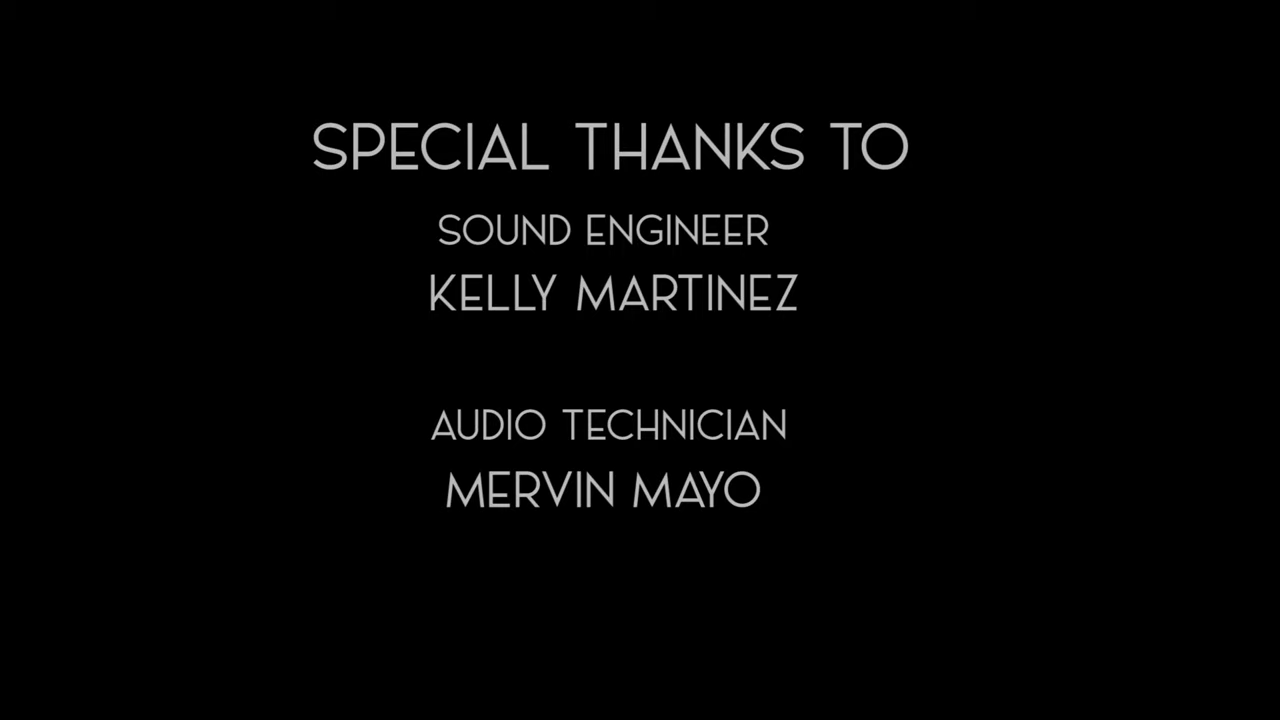 SPECIAL THANKS TO
SOUND ENGINEER
KELLY MARTINEZ
AUDIO TECHNICIAN
MERVIN MAYO